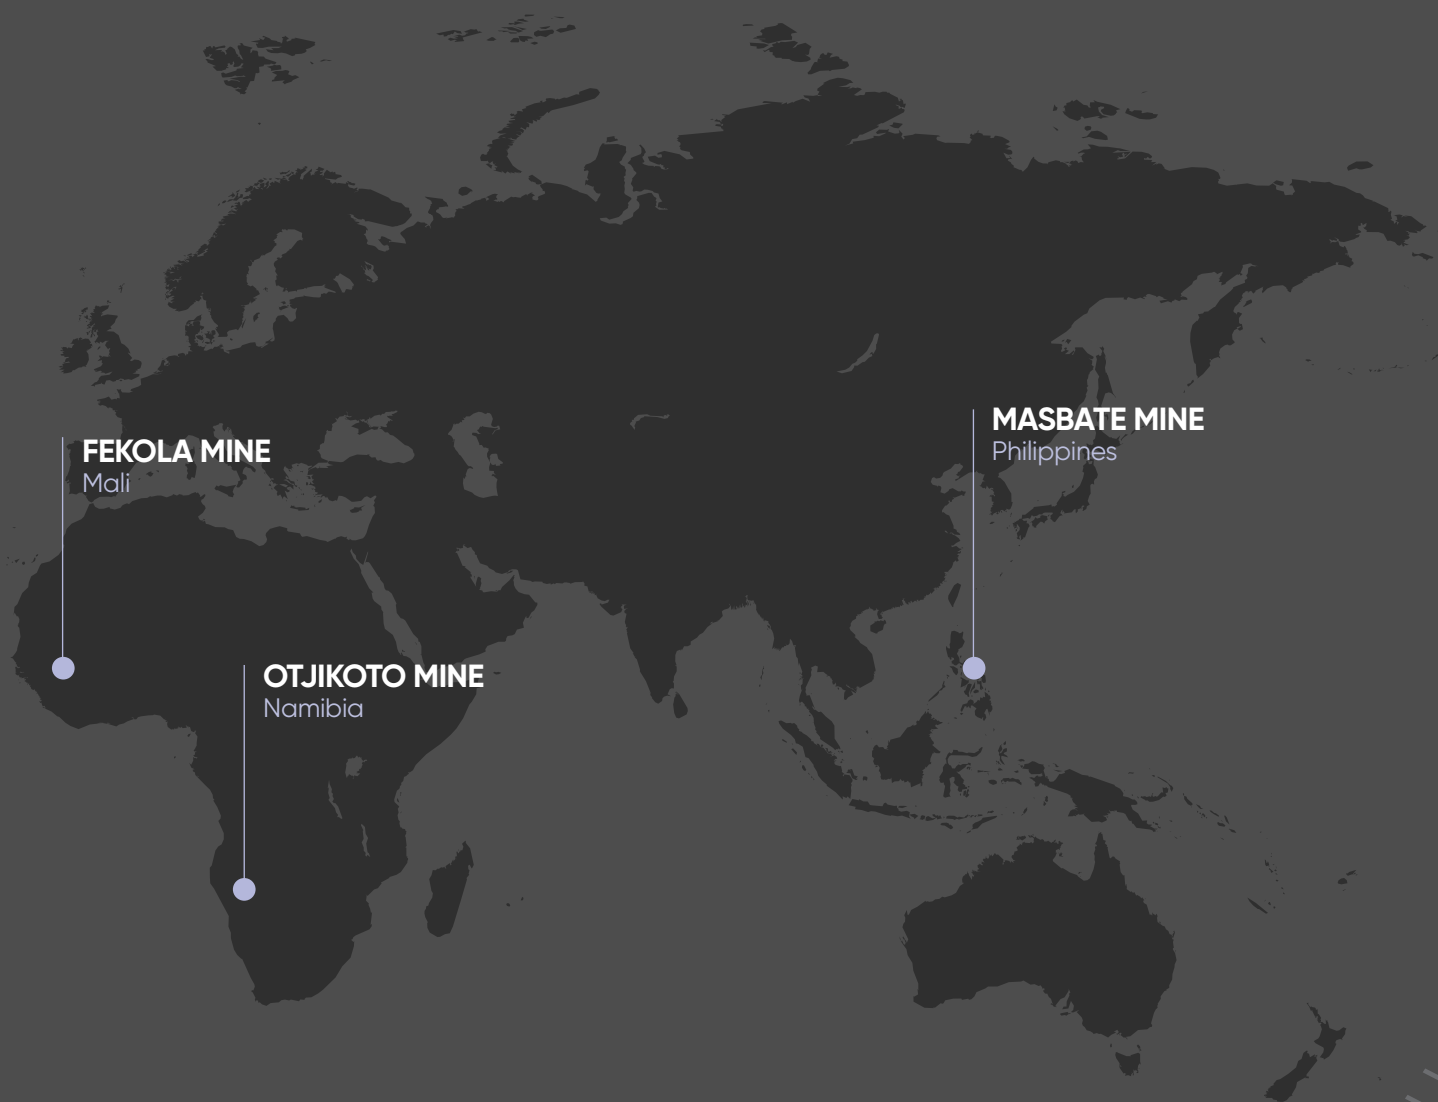 MASBATE MINE
Philippines
FEKOLA MINE
Mali
OTJIKOTO MINE
Namibia